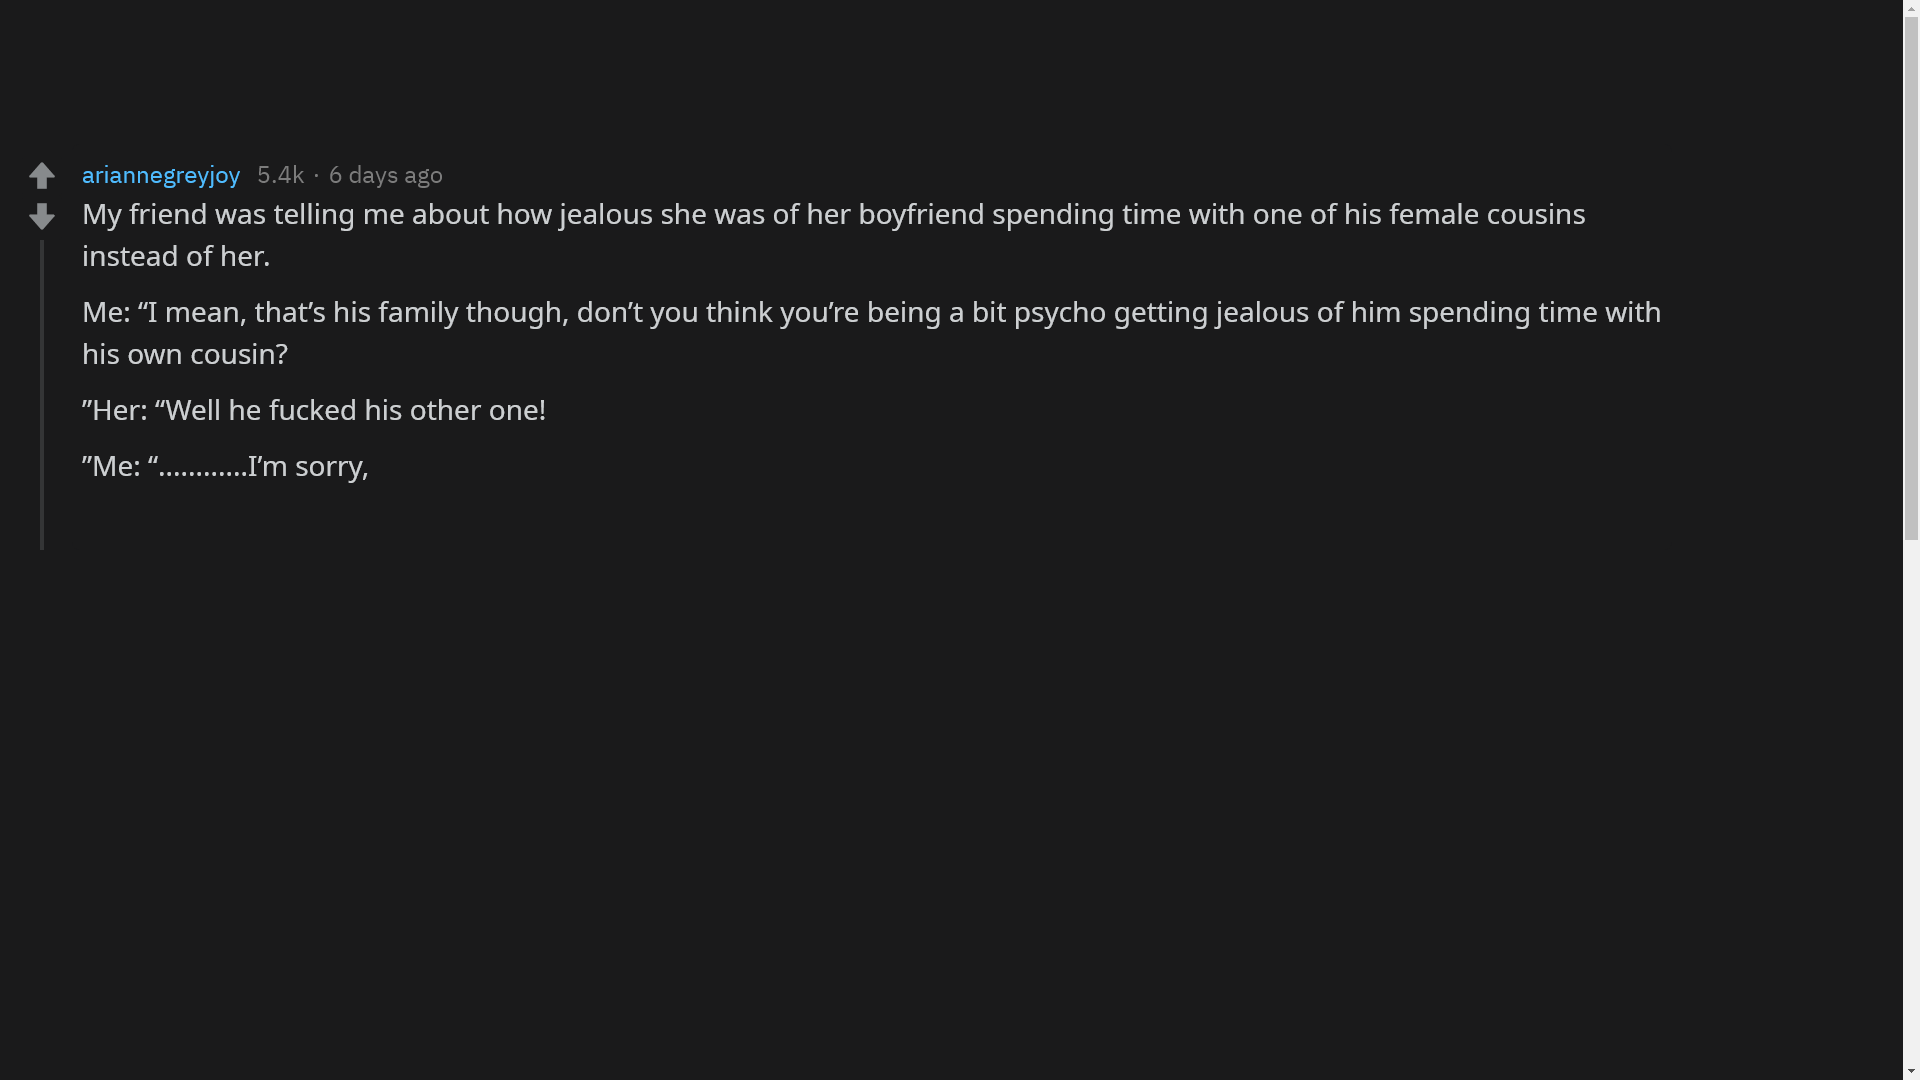 ariannegreyjoy 5.4k · 6 days ago
My friend was telling me about how jealous she was of her boyfriend spending time with one of his female cousins
instead of her.
Me: “I mean, that’s his family though, don’t you think you’re being a bit psycho getting jealous of him spending time with
his own cousin?
”Her: “Well he fucked his other one!
”Me: “............I’m sorry,